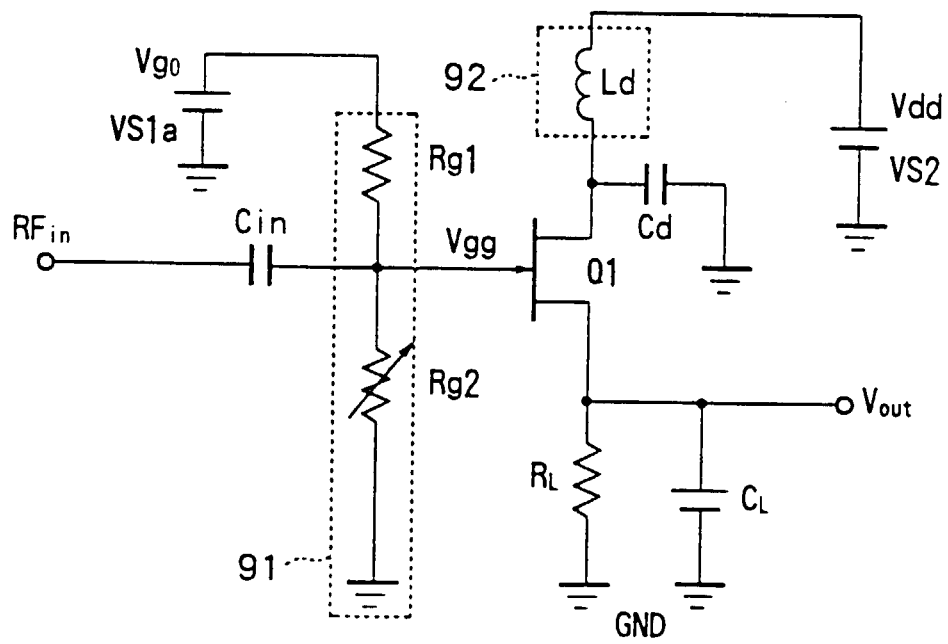 Vg0
VS1a
92
Ld
Vdd
VS2
Rg1
Cd
RFin
Cin
Vgg
Q1
Rg2
Vout
RL
CL
91
GND